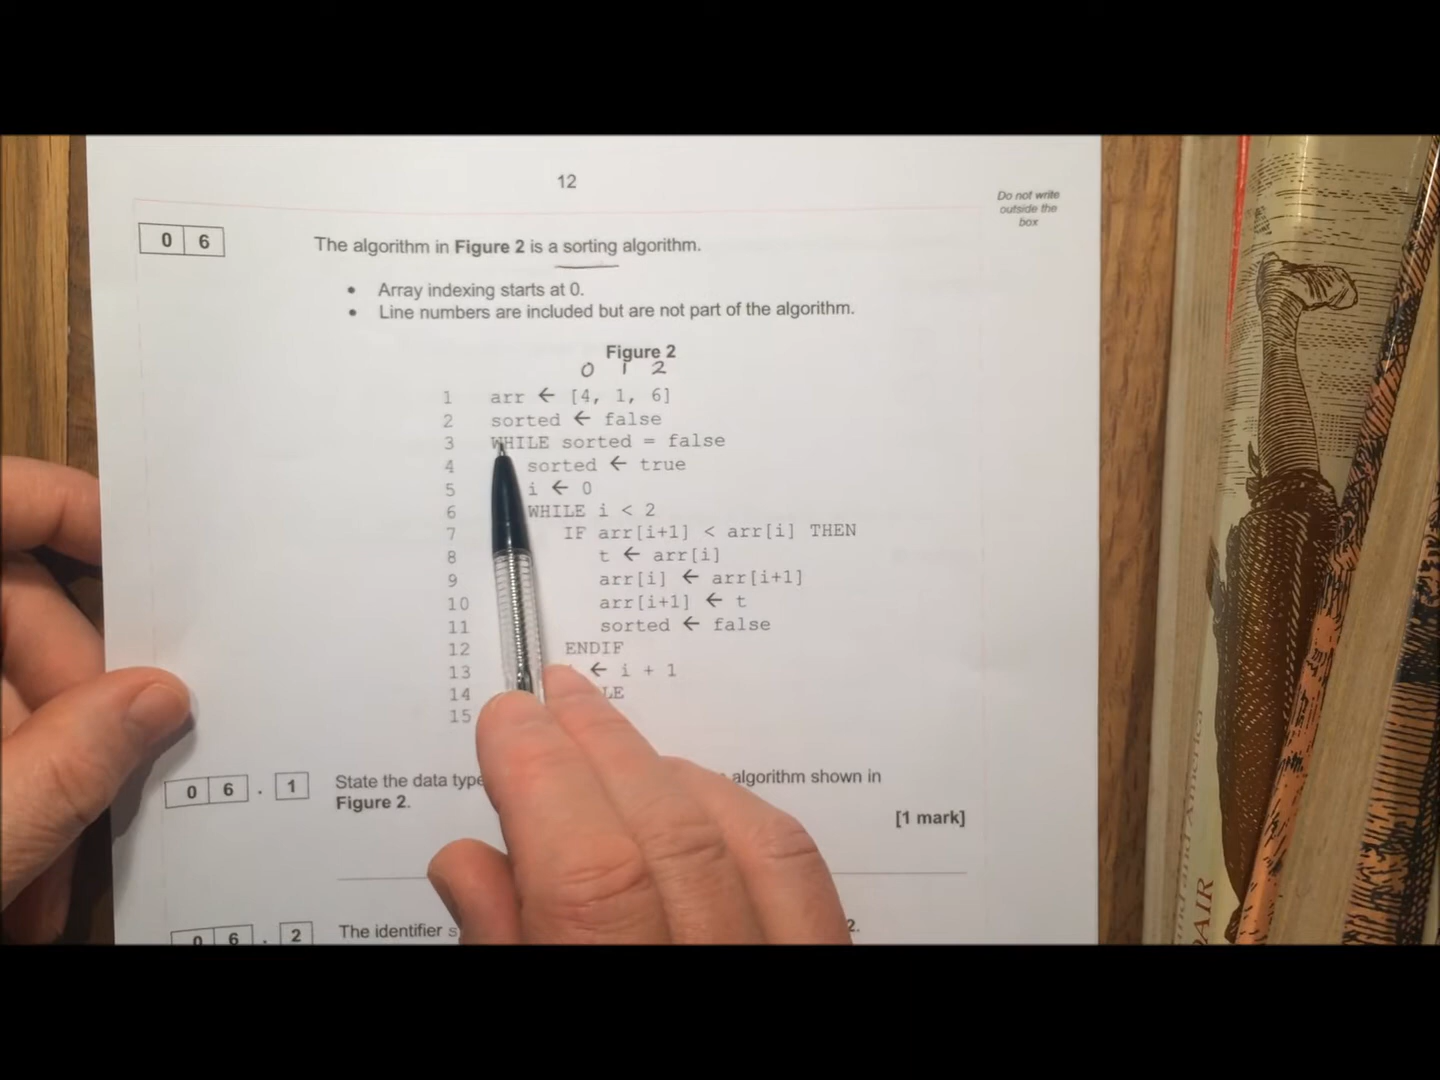 12
Do not write
outside the
box
0 6
The algorithm in Figure 2 is a sorting algorithm.
• Array indexing starts at 0.
• Line numbers are included but are not part of the algorithm.
Figure 2
0 1 2
1 arr ← [4, 1, 6]
2 sorted ← false
3 WHILE sorted = false
4 sorted ← true
5 i ← 0
6 WHILE i < 2
7 IF arr[i+1] < arr[i] THEN
8 t ← arr[i]
9 arr[i] ← arr[i+1]
10 arr[i+1] ← t
11 sorted ← false
12 ENDIF
13 ← i + 1
14 LE
15
0 6 . 1 State the data type algorithm shown in
Figure 2.
[1 mark]
0 6 . 2 The identifier s 2.
and America
PAIR